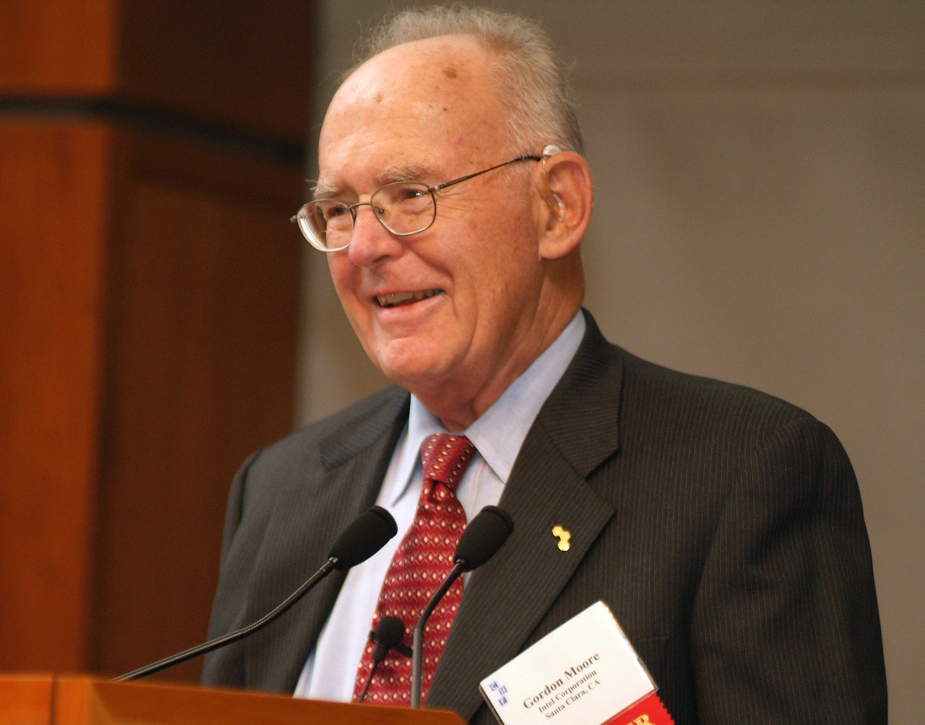 Gordon Moore
Intel Corporation
Santa Clara, CA